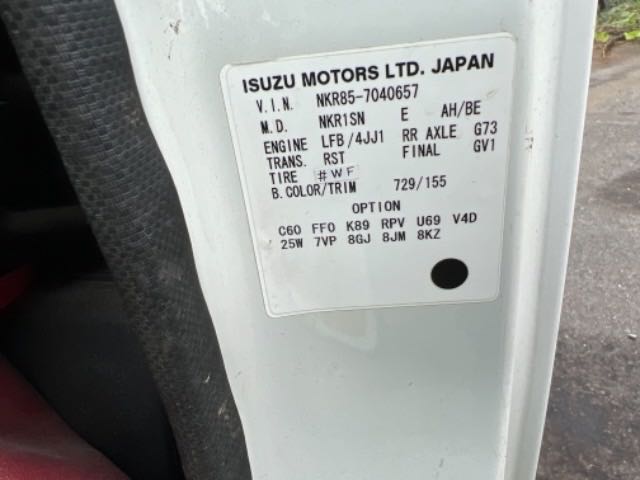 ISUZU MOTORS LTD. JAPAN
V.I.N. NKR85-7040657
M.D. NKR1SN E AH/BE
ENGINE LFB/4JJ1 RR AXLE G73
TRANS. RST FINAL GV1
TIRE #WF
B.COLOR/TRIM 729/155
OPTION
C60 FF0 K89 RPV U69 V4D
25W 7VP 8GJ 8JM 8KZ